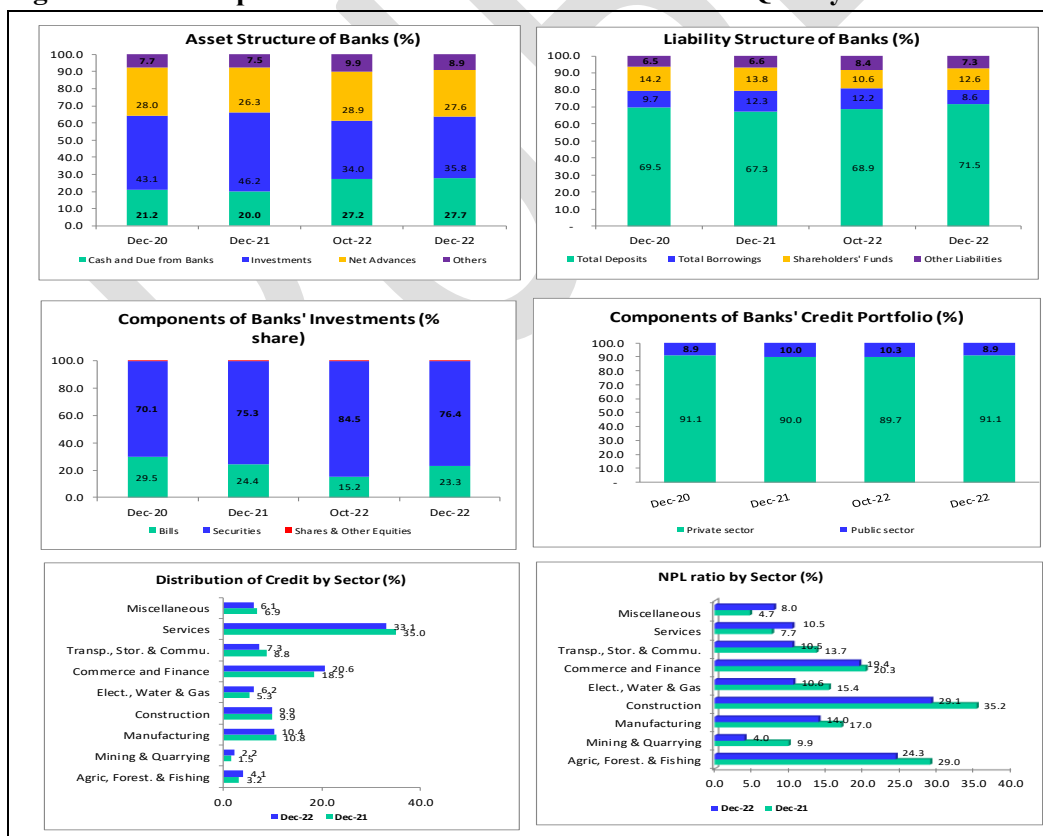 Asset Structure of Banks (%)
100.0
90.0
80.0
70.0
60.0
50.0
40.0
30.0
20.0
10.0
0.0
7.7 7.5 9.9 8.9
28.0 26.3 28.9 27.6
43.1 46.2 34.0 35.8
21.2 20.0 27.2 27.7
Dec-20 Dec-21 Oct-22 Dec-22
Cash and Due from Banks Investments Net Advances Others
Liability Structure of Banks (%)
100.0
90.0
80.0
70.0
60.0
50.0
40.0
30.0
20.0
10.0
-
6.5 6.6 8.4 7.3
14.2 13.8 10.6 12.6
9.7 12.3 12.2 8.6
69.5 67.3 68.9 71.5
Dec-20 Dec-21 Oct-22 Dec-22
Total Deposits Total Borrowings Shareholders' Funds Other Liabilities
Components of Banks' Investments (%
share)
100.0
80.0
60.0
40.0
20.0
0.0
70.1 75.3 84.5 76.4
29.5 24.4 15.2 23.3
Dec-20 Dec-21 Oct-22 Dec-22
Bills Securities Shares & Other Equities
Components of Banks' Credit Portfolio (%)
100.0
90.0
80.0
70.0
60.0
50.0
40.0
30.0
20.0
10.0
-
8.9 10.0 10.3 8.9
91.1 90.0 89.7 91.1
Dec-20 Dec-21 Oct-22 Dec-22
Private sector Public sector
Distribution of Credit by Sector (%)
Miscellaneous 6.1
6.9
Services 33.1
35.0
Transp., Stor. & Commu. 7.3
8.8
Commerce and Finance 20.6
18.5
Elect., Water & Gas 6.2
5.3
Construction 9.9
9.9
Manufacturing 10.4
10.8
Mining & Quarrying 2.2
1.5
Agric, Forest. & Fishing 4.1
3.2
0.0 20.0 40.0
Dec-22 Dec-21
NPL ratio by Sector (%)
Miscellaneous 8.0
4.7
Services 10.5
7.7
Transp., Stor. & Commu. 10.5
13.7
Commerce and Finance 19.4
20.3
Elect., Water & Gas 10.6
15.4
Construction 29.1
35.2
Manufacturing 14.0
17.0
Mining & Quarrying 4.0
9.9
Agric, Forest. & Fishing 24.3
29.0
0.0 5.0 10.0 15.0 20.0 25.0 30.0 35.0 40.0
Dec-22 Dec-21